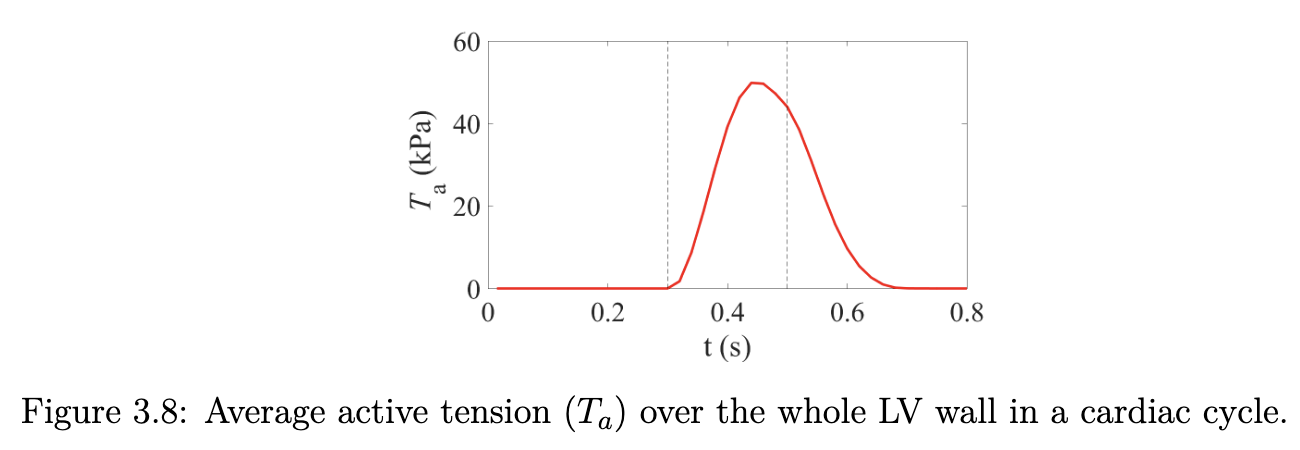 60
40
20
0
T_a (kPa)
0 0.2 0.4 0.6 0.8
t (s)
Figure 3.8: Average active tension (T_a) over the whole LV wall in a cardiac cycle.